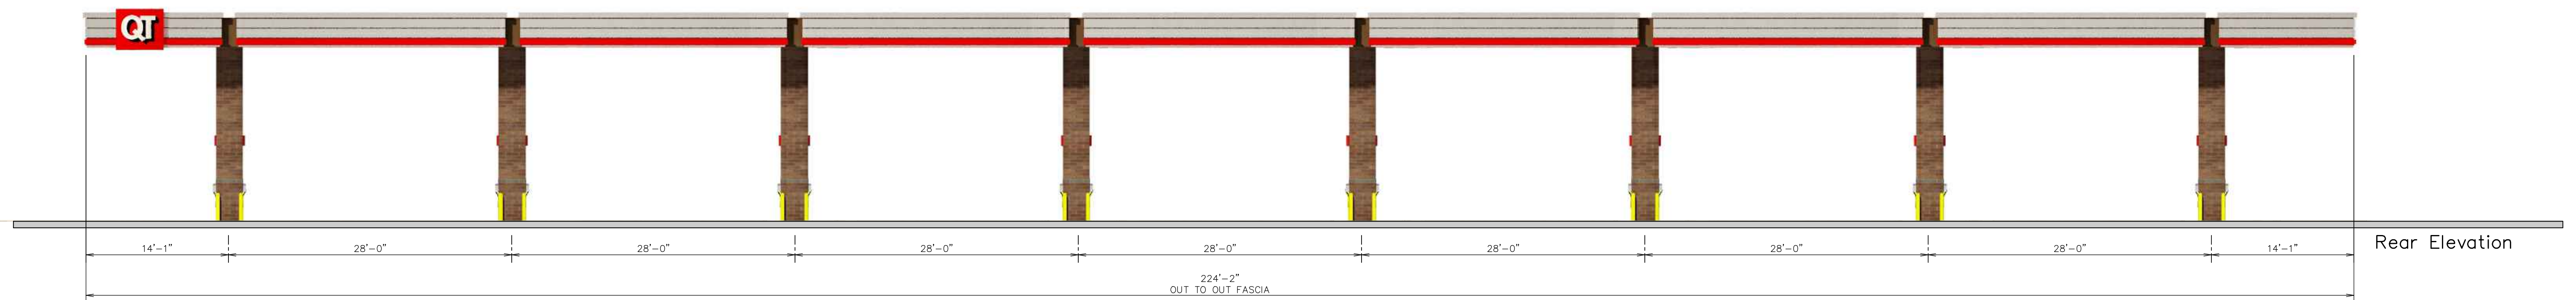 QT
14'-1" 28'-0" 28'-0" 28'-0" 28'-0" 28'-0" 28'-0" 28'-0" 14'-1"
Rear Elevation
224'-2"
OUT TO OUT FASCIA